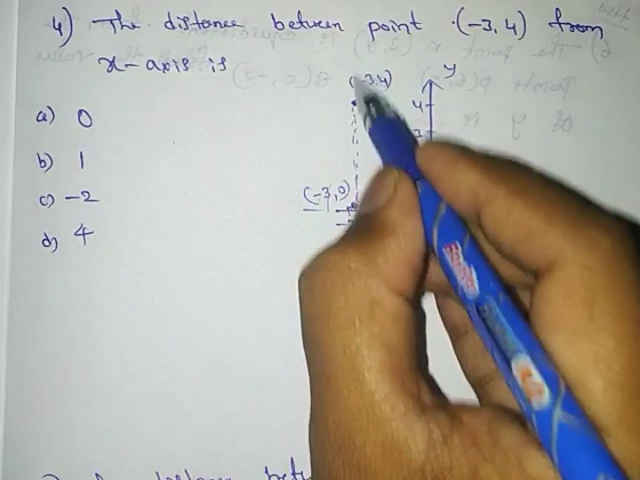 4) The distance between point (-3, 4) from
x-axis is
a) 0
b) 1
c) -2
d) 4
(-3,4)
y
4
3
(-3,0)